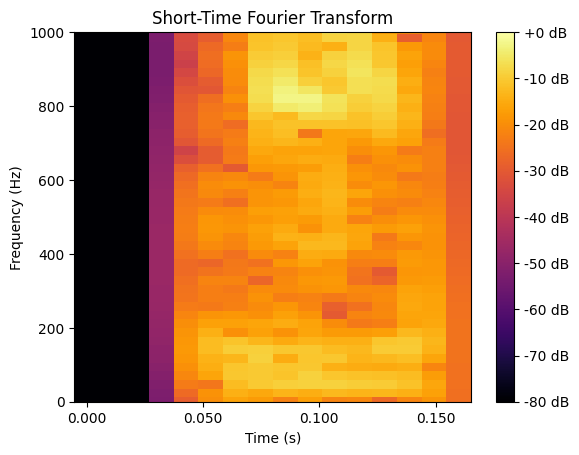 Short-Time Fourier Transform
1000
800
600
400
200
0
Frequency (Hz)
0.000
0.050
0.100
0.150
Time (s)
+0 dB
-10 dB
-20 dB
-30 dB
-40 dB
-50 dB
-60 dB
-70 dB
-80 dB